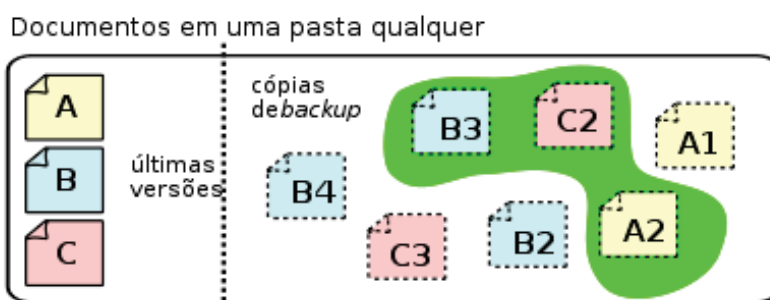 Documentos em uma pasta qualquer
A
B
C
últimas
versões
cópias
debackup
B3
C2
A1
B4
C3
B2
A2